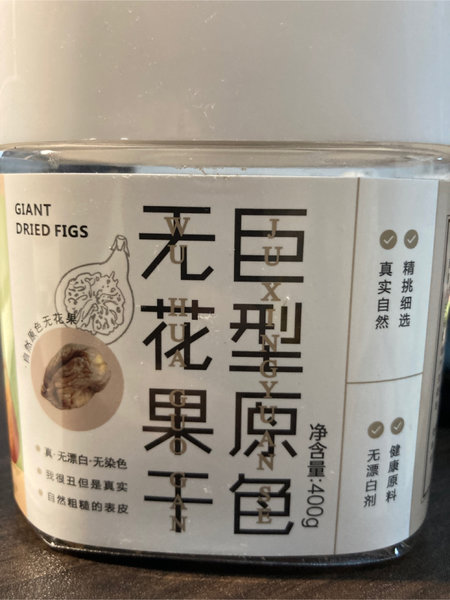 GIANT
DRIED FIGS
自然原色无花果
巨型原色
JUXINGYUAN SE
无花果干
WU HUA GUO GAN
净含量:400g
真·无漂白·无染色
我很丑但是真实
自然粗糙的表皮
精挑细选
真实自然
健康原料
无漂白剂